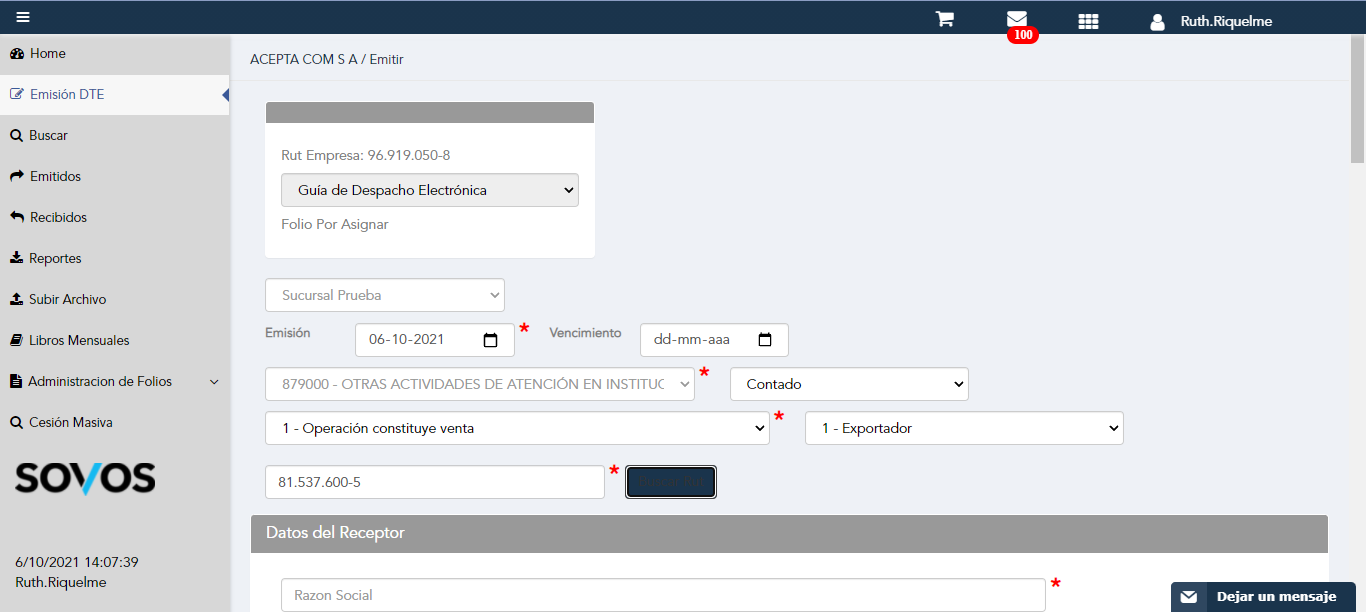 100
Ruth.Riquelme
Home
Emisión DTE
Buscar
Emitidos
Recibidos
Reportes
Subir Archivo
Libros Mensuales
Administracion de Folios
Cesión Masiva
SOVOS
6/10/2021 14:07:39
Ruth.Riquelme
ACEPTA COM S A / Emitir
Rut Empresa: 96.919.050-8
Guía de Despacho Electrónica
Folio Por Asignar
Sucursal Prueba
Emisión 06-10-2021 * Vencimiento dd-mm-aaa
879000 - OTRAS ACTIVIDADES DE ATENCIÓN EN INSTITUC * Contado
1 - Operación constituye venta * 1 - Exportador
81.537.600-5 *
Datos del Receptor
Razon Social *
Dejar un mensaje